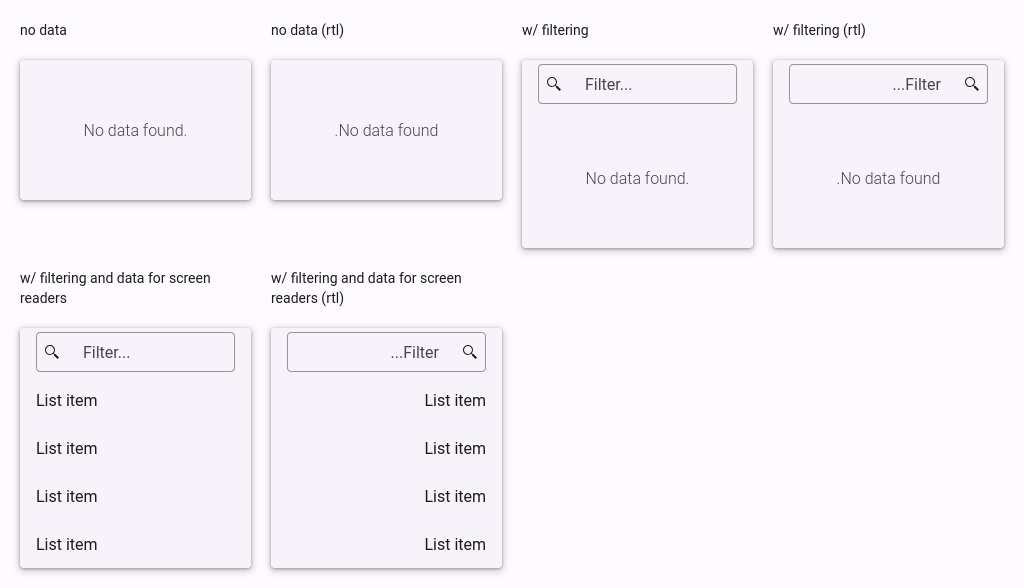 no data
no data (rtl)
w/ filtering
w/ filtering (rtl)
No data found.
.No data found
Filter...
No data found.
...Filter
.No data found
w/ filtering and data for screen
readers
w/ filtering and data for screen
readers (rtl)
Filter...
List item
List item
List item
List item
...Filter
List item
List item
List item
List item